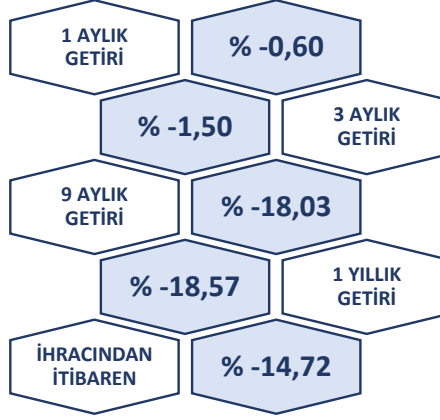 1 AYLIK
GETİRİ
% -0,60
% -1,50
3 AYLIK
GETİRİ
9 AYLIK
GETİRİ
% -18,03
% -18,57
1 YILLIK
GETİRİ
İHRACINDAN
İTİBAREN
% -14,72